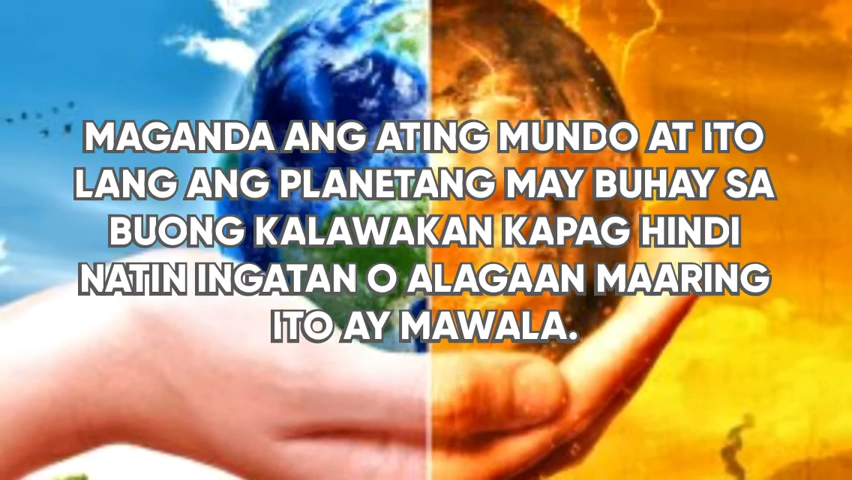 MAGANDA ANG ATING MUNDO AT ITO
LANG ANG PLANETANG MAY BUHAY SA
BUONG KALAWAKAN KAPAG HINDI
NATIN INGATAN O ALAGAAN MAARING
ITO AY MAWALA.